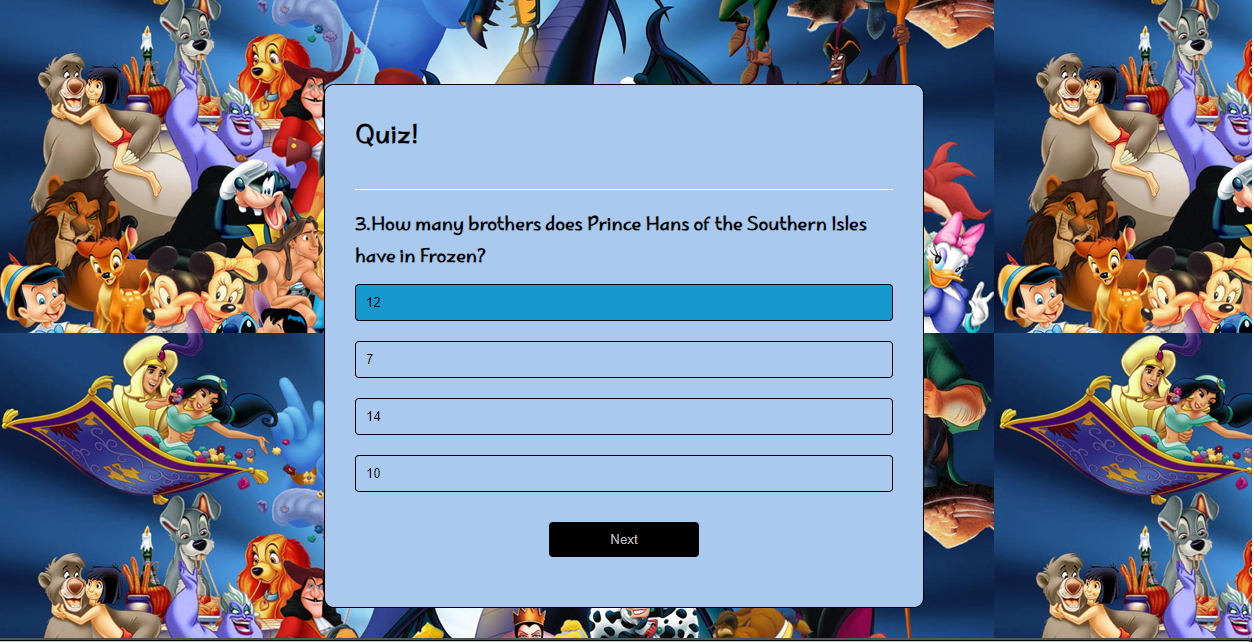 Quiz!
3.How many brothers does Prince Hans of the Southern Isles
have in Frozen?
12
7
14
10
Next